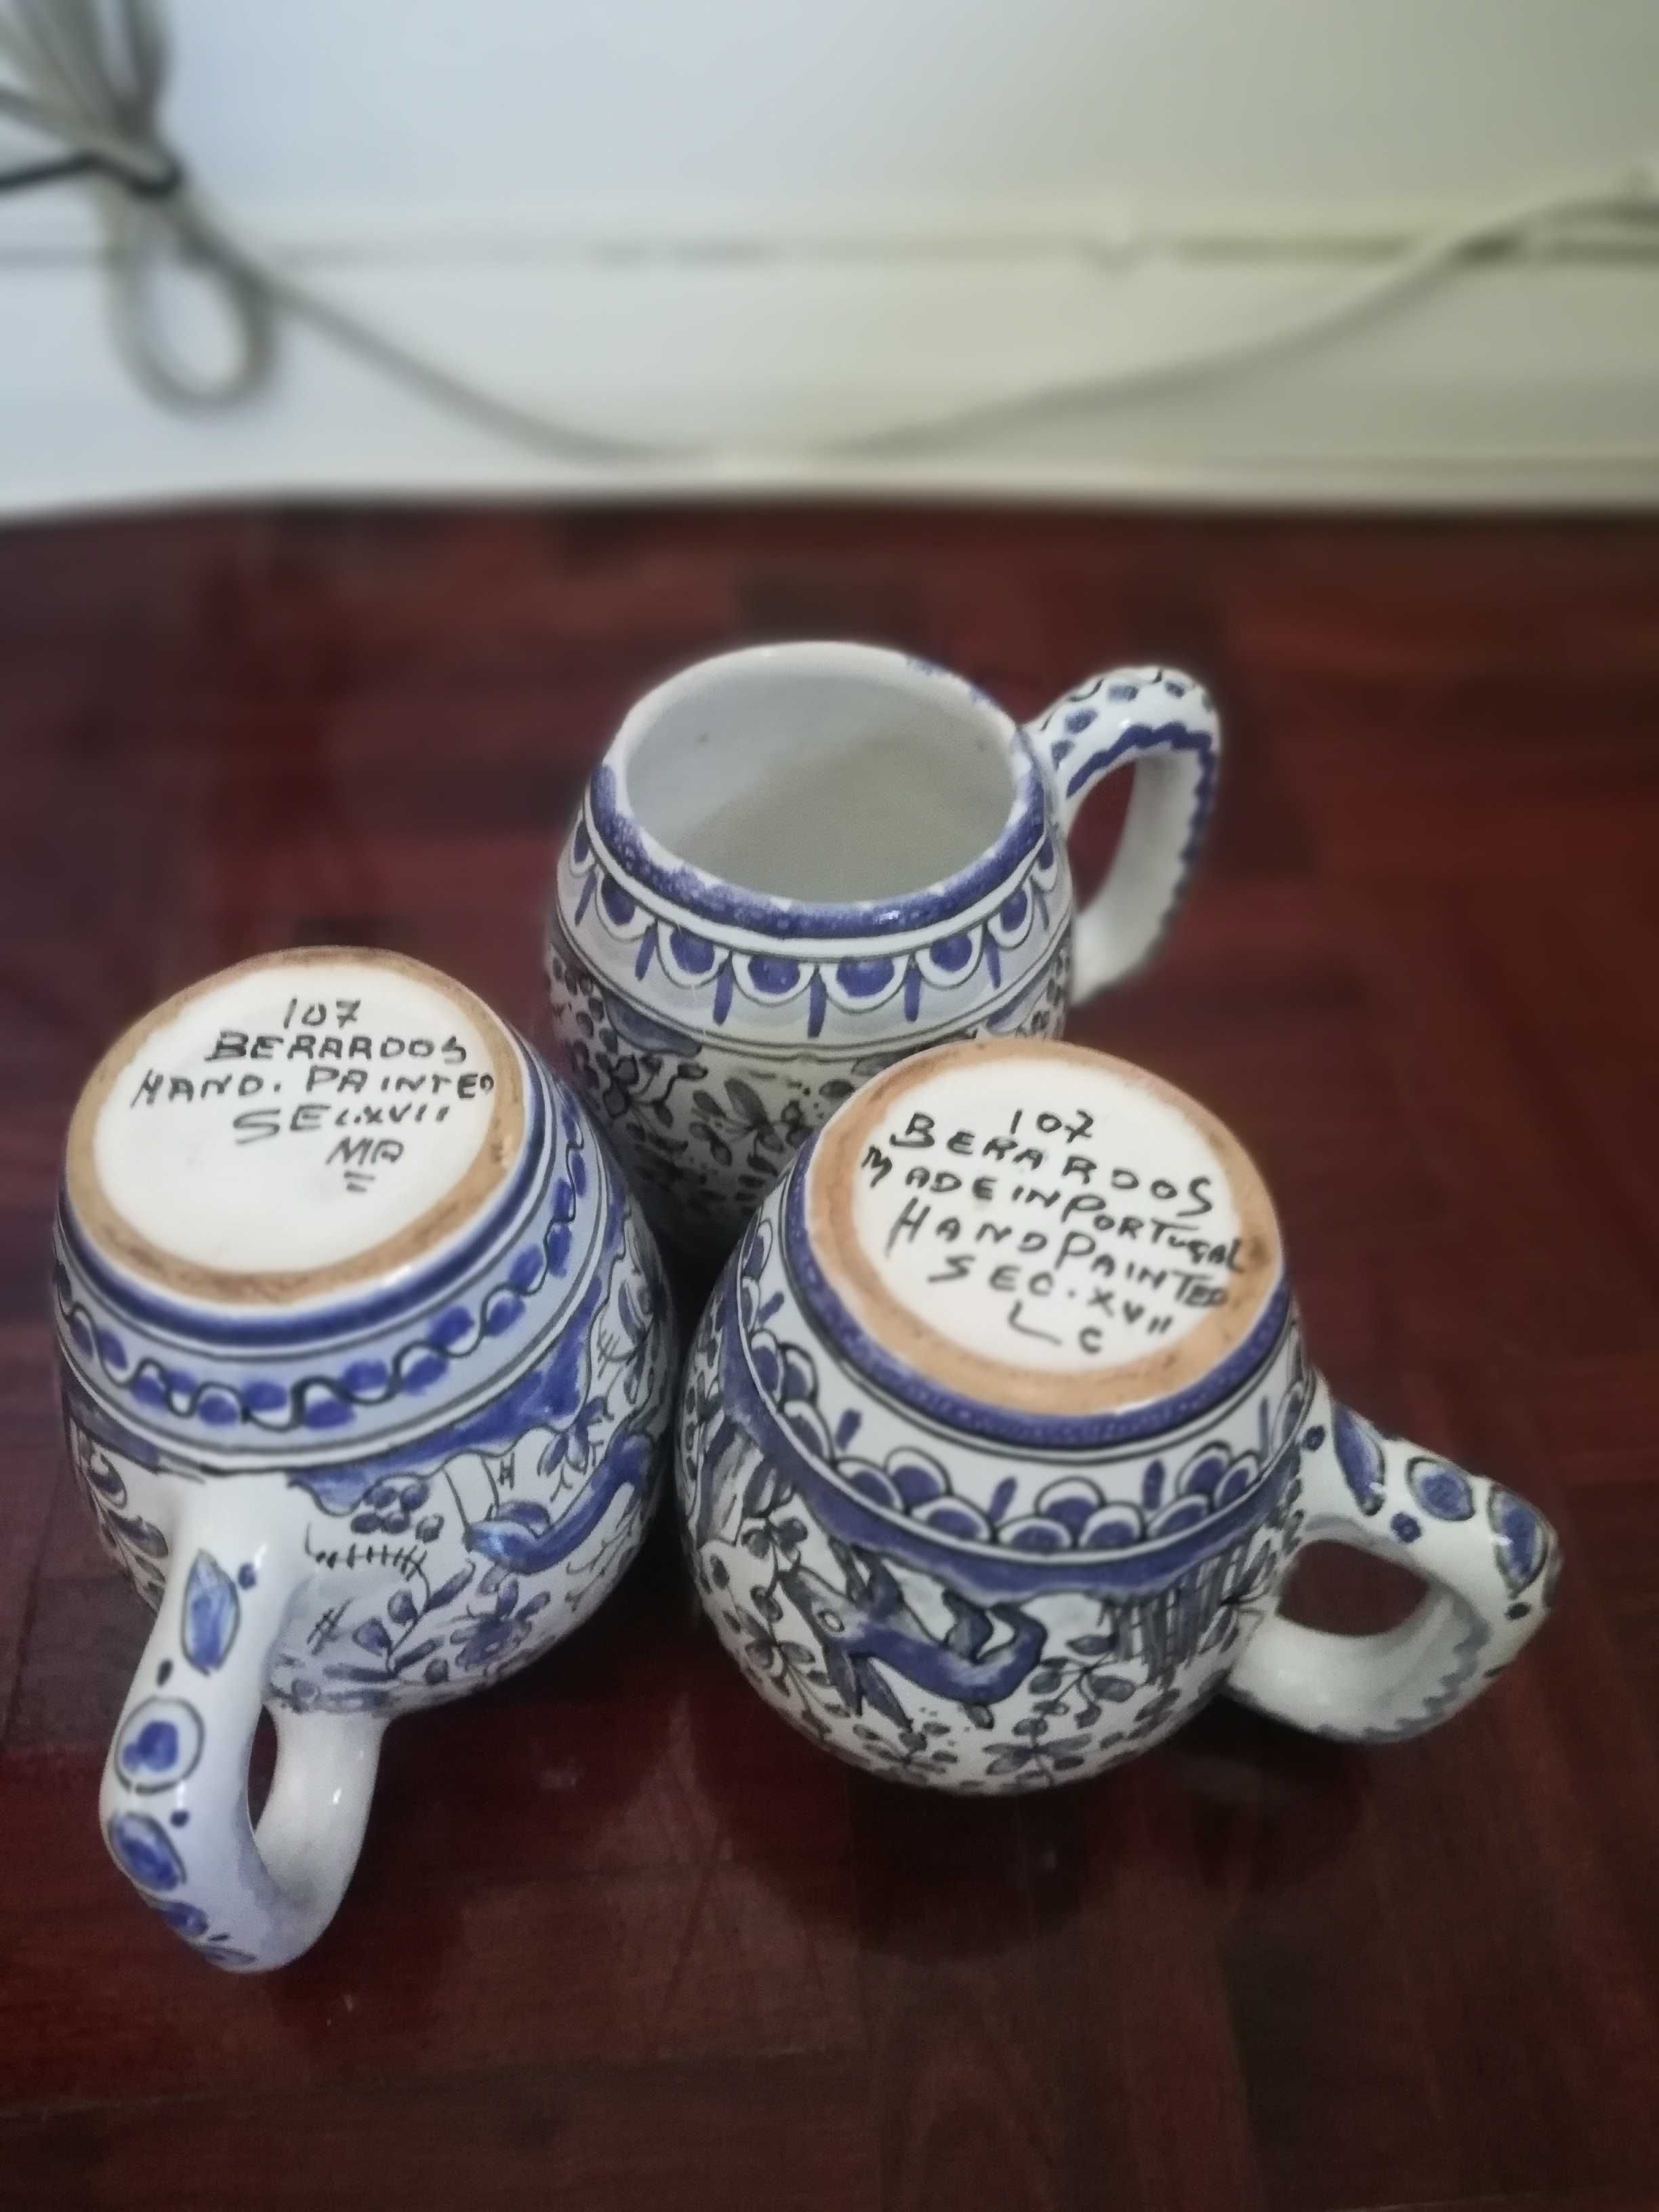 107
BERARDOS
HAND. PAINTED
SEC.XVII
MA
107
BERARDOS
MADE IN PORTUGAL
HAND PAINTED
SEC.XVII
LC